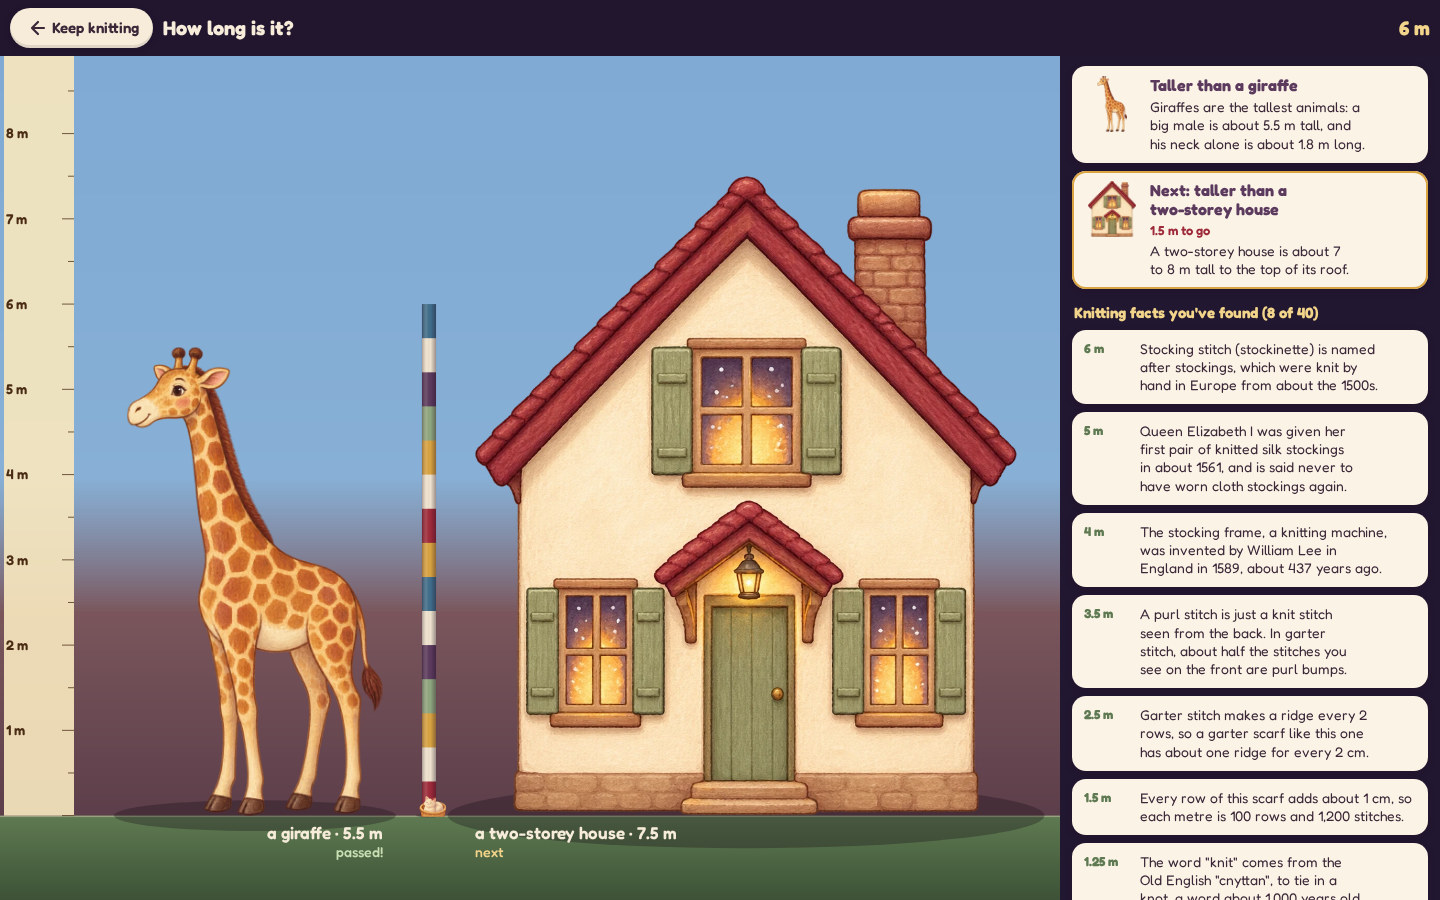 Keep knitting
How long is it?
6 m
8 m
7 m
6 m
5 m
4 m
3 m
2 m
1 m
a giraffe · 5.5 m
passed!
a two-storey house · 7.5 m
next
Taller than a giraffe
Giraffes are the tallest animals: a
big male is about 5.5 m tall, and
his neck alone is about 1.8 m long.
Next: taller than a
two-storey house
1.5 m to go
A two-storey house is about 7
to 8 m tall to the top of its roof.
Knitting facts you've found (8 of 40)
6 m
Stocking stitch (stockinette) is named
after stockings, which were knit by
hand in Europe from about the 1500s.
5 m
Queen Elizabeth I was given her
first pair of knitted silk stockings
in about 1561, and is said never to
have worn cloth stockings again.
4 m
The stocking frame, a knitting machine,
was invented by William Lee in
England in 1589, about 437 years ago.
3.5 m
A purl stitch is just a knit stitch
seen from the back. In garter
stitch, about half the stitches you
see on the front are purl bumps.
2.5 m
Garter stitch makes a ridge every 2
rows, so a garter scarf like this one
has about one ridge for every 2 cm.
1.5 m
Every row of this scarf adds about 1 cm, so
each metre is 100 rows and 1,200 stitches.
1.25 m
The word "knit" comes from the
Old English "cnyttan", to tie in a
knot, a word about 1,000 years old